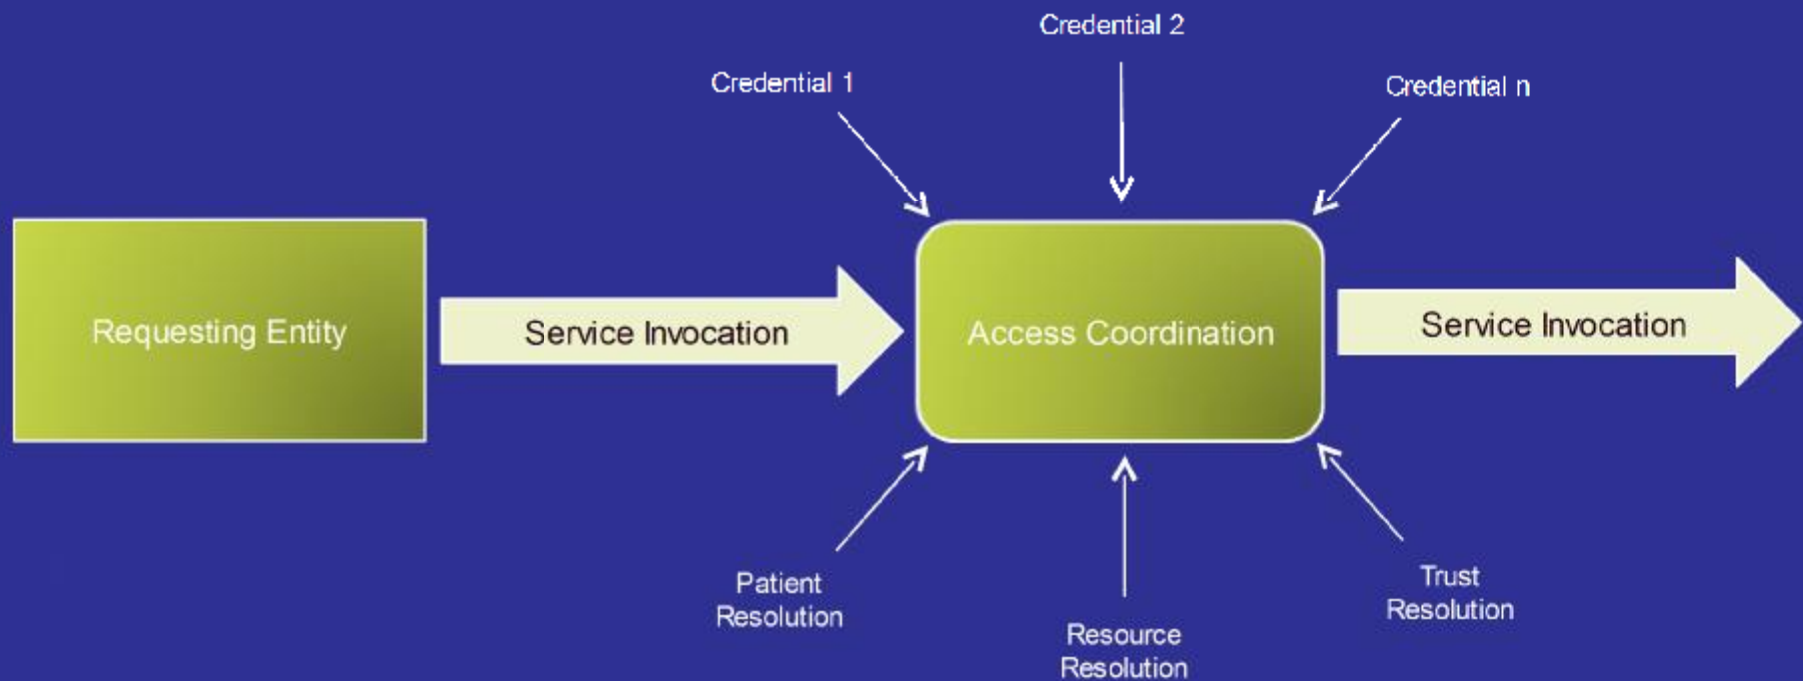 Credential 2
Credential 1
Credential n
Requesting Entity
Service Invocation
Access Coordination
Service Invocation
Patient
Resolution
Resource
Resolution
Trust
Resolution